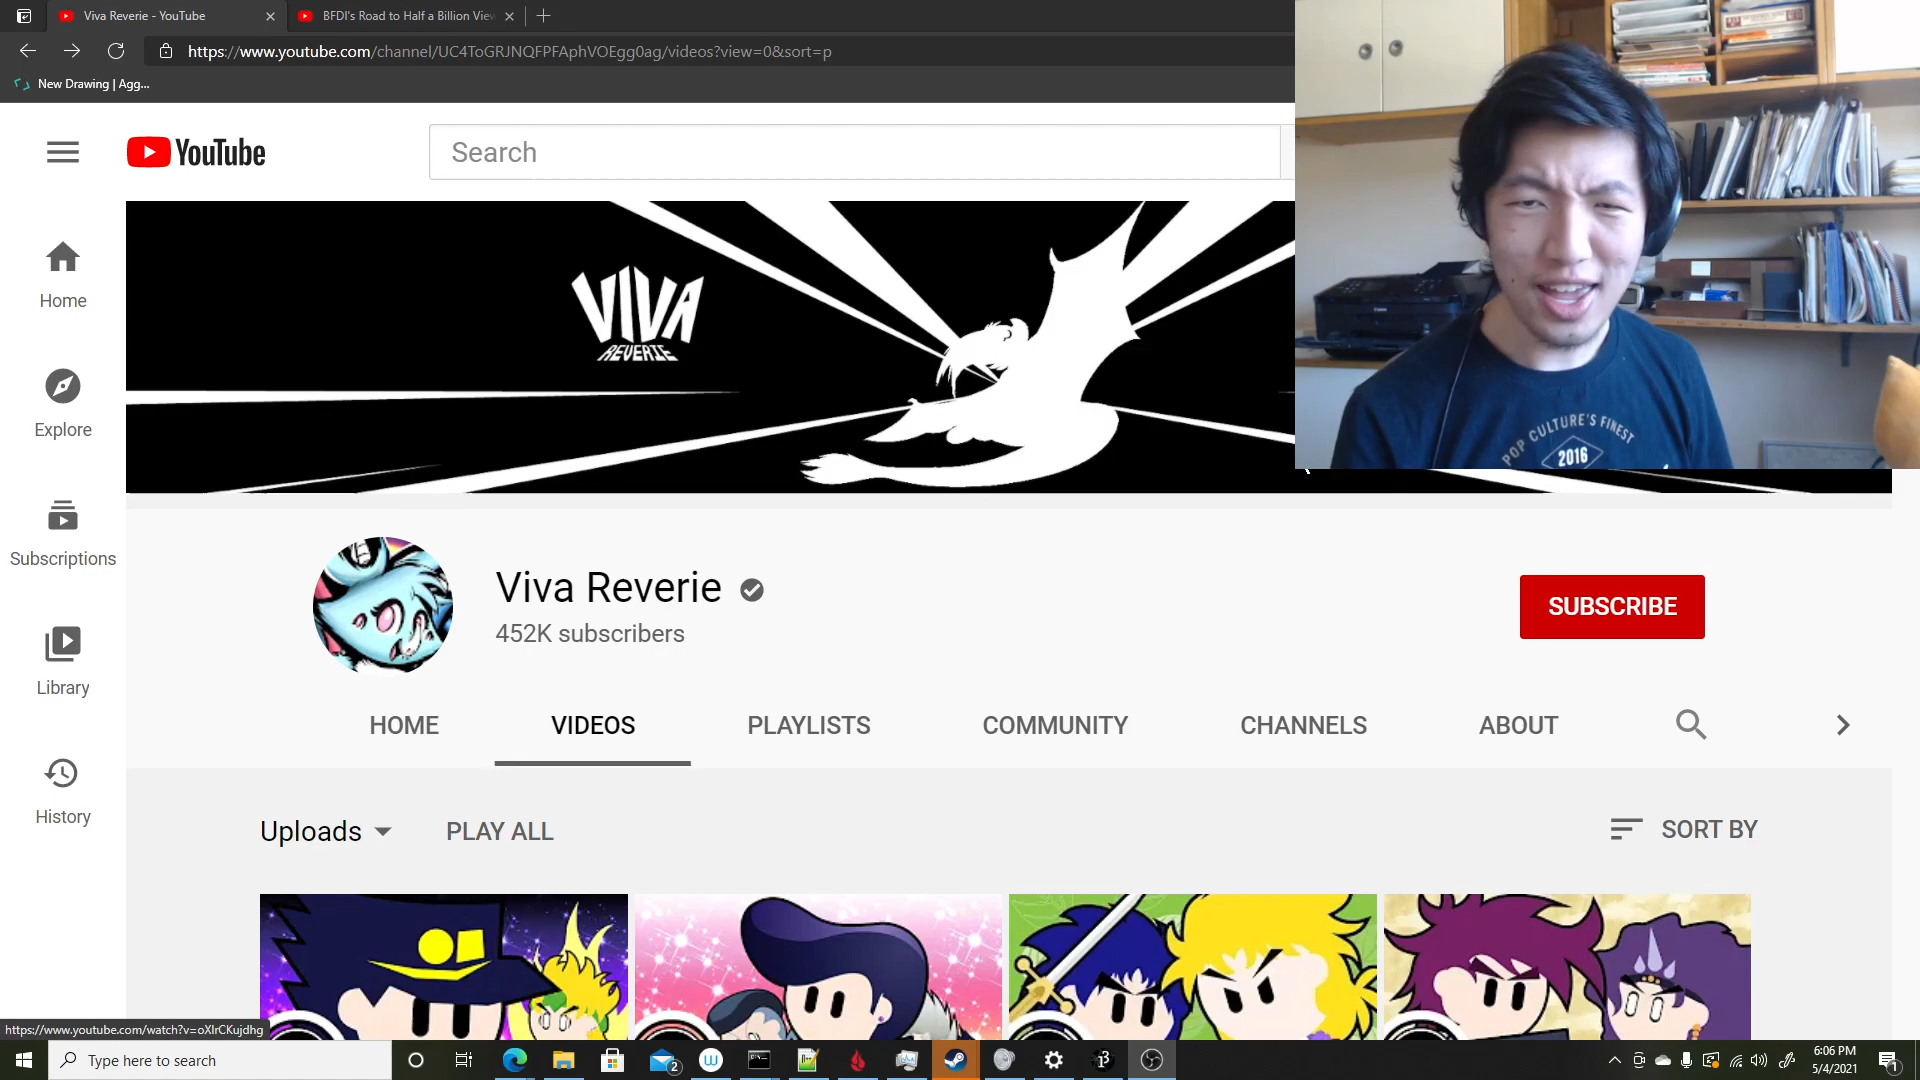 Viva Reverie - YouTube
BFDI's Road to Half a Billion View
https://www.youtube.com/channel/UC4ToGRJNQFPFAphVOEgg0ag/videos?view=0&sort=p
New Drawing | Agg...
YouTube
Search
VIVA
REVERIE
POP CULTURE'S FINEST
2016
Home
Explore
Subscriptions
Library
History
Viva Reverie
452K subscribers
SUBSCRIBE
HOME
VIDEOS
PLAYLISTS
COMMUNITY
CHANNELS
ABOUT
Uploads
PLAY ALL
SORT BY
https://www.youtube.com/watch?v=oXlrCKujdhg
Type here to search
2
6:06 PM
5/4/2021
1